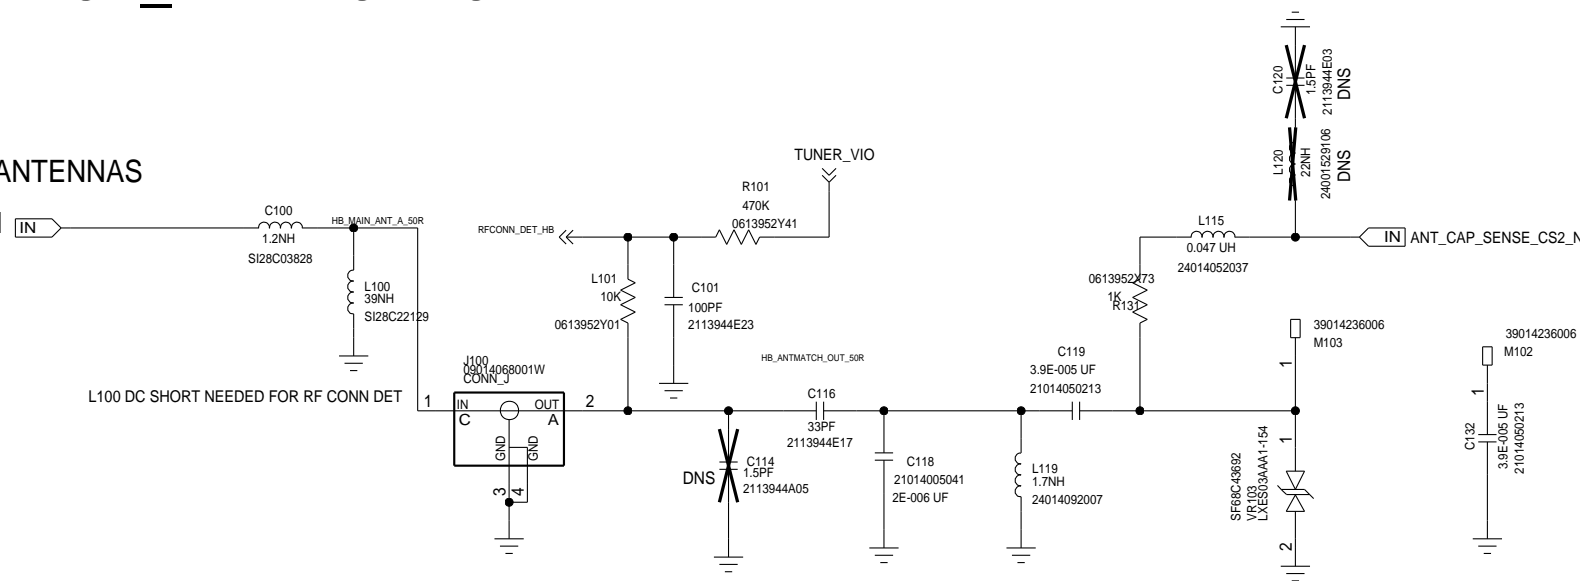 ANTENNAS
IN
C100
1.2NH
SI28C03828
HB_MAIN_ANT_A_50R
L100
39NH
SI28C22129
L100 DC SHORT NEEDED FOR RF CONN DET
RFCONN_DET_HB
R101
470K
0613952Y41
TUNER_VIO
L101
10K
0613952Y01
C101
100PF
2113944E23
J100
09014068001W
CONN_J
1
IN
C
OUT
A
2
GND
GND
3
4
HB_ANTMATCH_OUT_50R
DNS
C114
1.5PF
2113944A05
C116
33PF
2113944E17
C118
21014005041
2E-006 UF
L119
1.7NH
24014092007
C119
3.9E-005 UF
21014050213
0613952X73
1K
R131
L115
0.047 UH
24014052037
C120
1.5PF
2113944E03
DNS
L120
22NH
24001529106
DNS
IN
ANT_CAP_SENSE_CS2_N
39014236006
M103
1
1
SF68C43692
VR103
LXES03AAA1-154
2
39014236006
M102
1
C132
3.9E-005 UF
21014050213